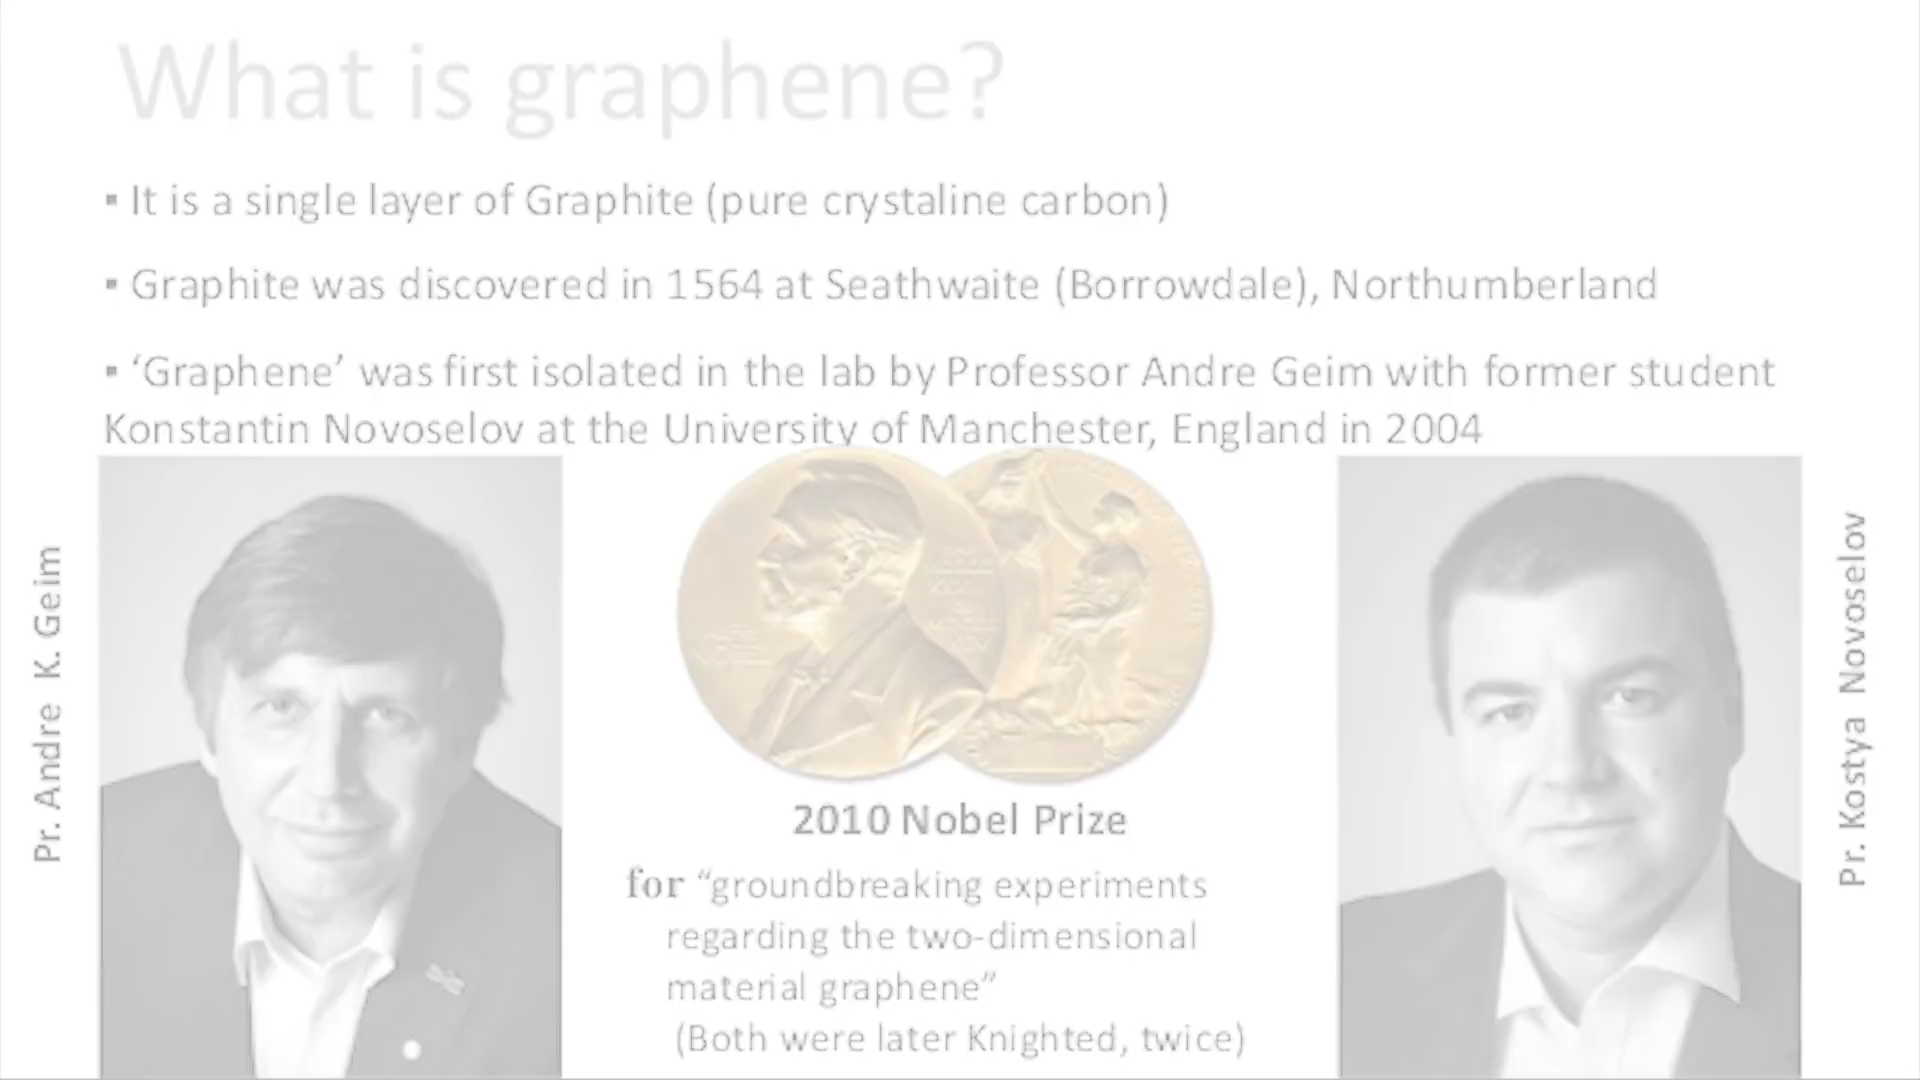 What is graphene?
▪ It is a single layer of Graphite (pure crystaline carbon)
▪ Graphite was discovered in 1564 at Seathwaite (Borrowdale), Northumberland
▪ ‘Graphene’ was first isolated in the lab by Professor Andre Geim with former student
Konstantin Novoselov at the University of Manchester, England in 2004
Pr. Andre K. Geim
2010 Nobel Prize
for “groundbreaking experiments
regarding the two-dimensional
material graphene”
(Both were later Knighted, twice)
Pr. Kostya Novoselov